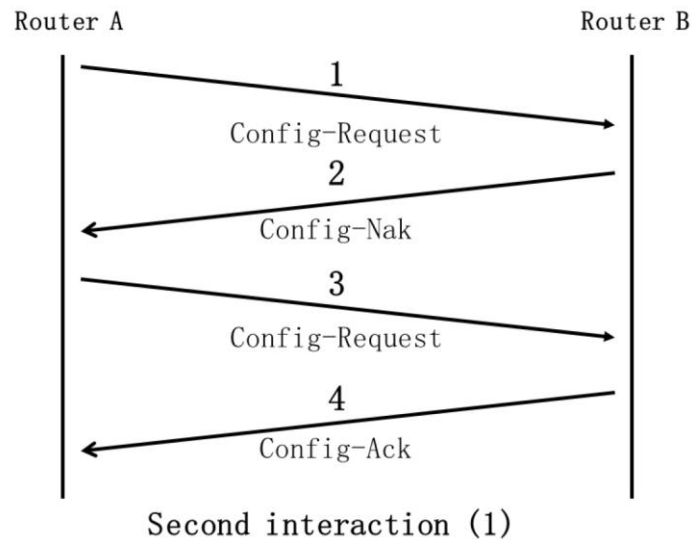 Router A
Router B
1
Config-Request
2
Config-Nak
3
Config-Request
4
Config-Ack
Second interaction (1)